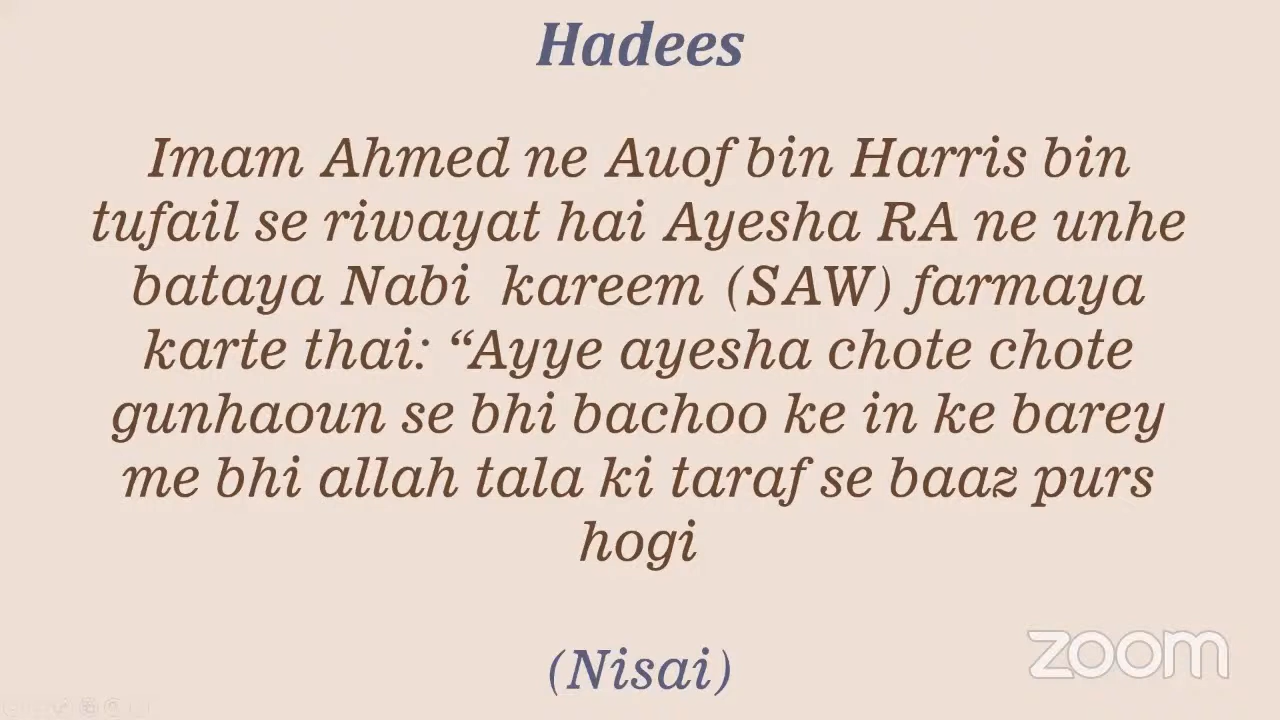 Hadees
Imam Ahmed ne Auof bin Harris bin
tufail se riwayat hai Ayesha RA ne unhe
bataya Nabi kareem (SAW) farmaya
karte thai: “Ayye ayesha chote chote
gunhaoun se bhi bachoo ke in ke barey
me bhi allah tala ki taraf se baaz purs
hogi
(Nisai)
zoom